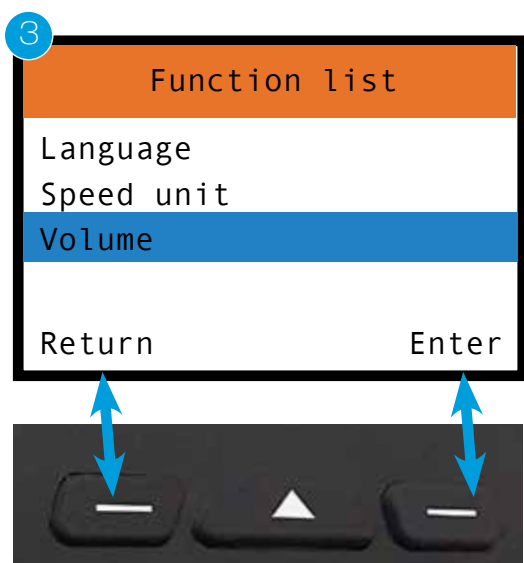 3
Function list
Language
Speed unit
Volume
Return Enter